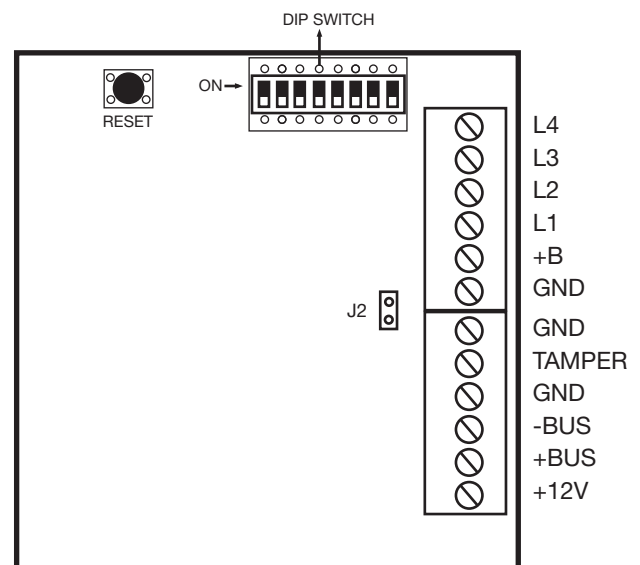 DIP SWITCH
ON
RESET
L4
L3
L2
L1
+B
GND
J2
GND
TAMPER
GND
-BUS
+BUS
+12V